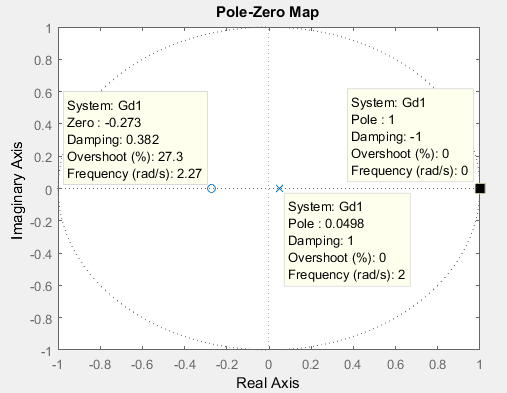 Pole-Zero Map
1
0.8
0.6
0.4
0.2
0
-0.2
-0.4
-0.6
-0.8
-1
Imaginary Axis
System: Gd1
Zero : -0.273
Damping: 0.382
Overshoot (%): 27.3
Frequency (rad/s): 2.27
System: Gd1
Pole : 1
Damping: -1
Overshoot (%): 0
Frequency (rad/s): 0
System: Gd1
Pole : 0.0498
Damping: 1
Overshoot (%): 0
Frequency (rad/s): 2
-1 -0.8 -0.6 -0.4 -0.2 0 0.2 0.4 0.6 0.8 1
Real Axis